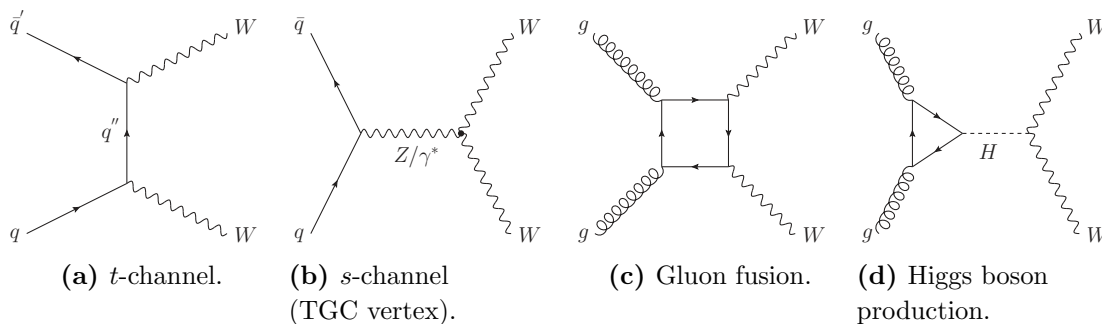 q̄′ W q̄ W g W g W
q″ Z/γ* H
q W q W g W g W
(a) t-channel. (b) s-channel (c) Gluon fusion. (d) Higgs boson
(TGC vertex). production.